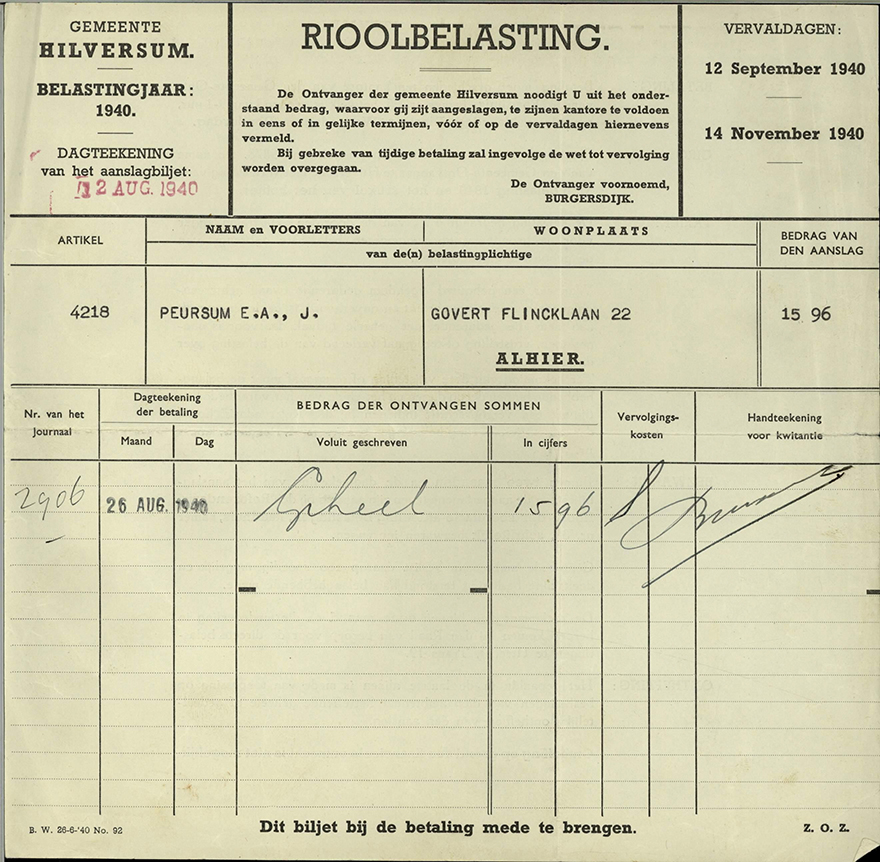 GEMEENTE
HILVERSUM.
BELASTINGJAAR:
1940.
DAGTEEKENING
van het aanslagbiljet:
12 AUG. 1940
RIOOLBELASTING.
De Ontvanger der gemeente Hilversum noodigt U uit het onder-
staand bedrag, waarvoor gij zijt aangeslagen, te zijnen kantore te voldoen
in eens of in gelijke termijnen, vóór of op de vervaldagen hiernevens
vermeld.
Bij gebreke van tijdige betaling zal ingevolge de wet tot vervolging
worden overgegaan.
De Ontvanger voornoemd,
BURGERSDIJK.
VERVALDAGEN:
12 September 1940
14 November 1940
ARTIKEL
NAAM en VOORLETTERS
WOONPLAATS
van de(n) belastingplichtige
BEDRAG VAN
DEN AANSLAG
4218
PEURSUM E.A., J.
GOVERT FLINCKLAAN 22
15 96
ALHIER.
Nr. van het
Journaal
Dagteekening
der betaling
Maand
Dag
BEDRAG DER ONTVANGEN SOMMEN
Voluit geschreven
In cijfers
Vervolgings-
kosten
Handteekening
voor kwitantie
2906
26 AUG. 1940
Geheel
15 96
B. W. 26-6-'40 No. 92
Dit biljet bij de betaling mede te brengen.
Z. O. Z.